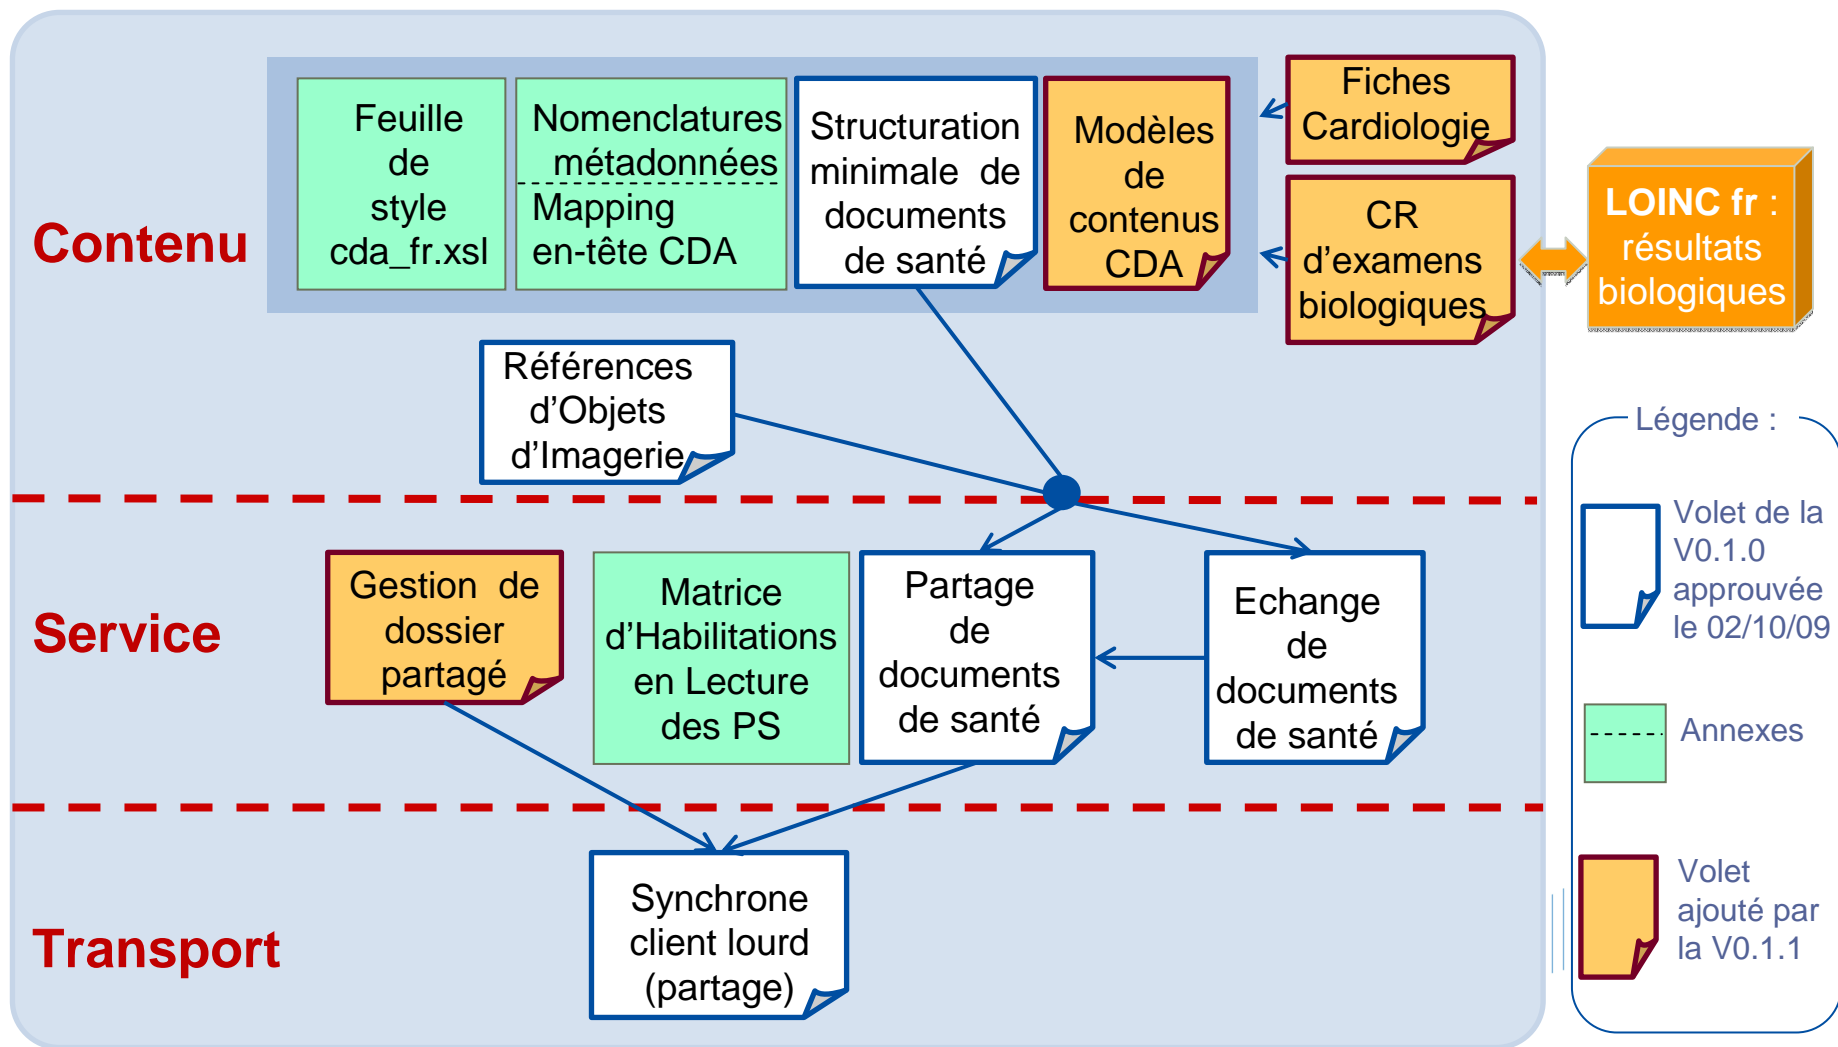 Contenu
Feuille
de
style
cda_fr.xsl
Nomenclatures
métadonnées
Mapping
en-tête CDA
Structuration
minimale de
documents
de santé
Modèles
de
contenus
CDA
Fiches
Cardiologie
CR
d’examens
biologiques
LOINC fr :
résultats
biologiques
Références
d’Objets
d’Imagerie
Service
Gestion de
dossier
partagé
Matrice
d’Habilitations
en Lecture
des PS
Partage
de
documents
de santé
Echange
de
documents
de santé
Transport
Synchrone
client lourd
(partage)
Légende :
Volet de la
V0.1.0
approuvée
le 02/10/09
Annexes
Volet
ajouté par
la V0.1.1